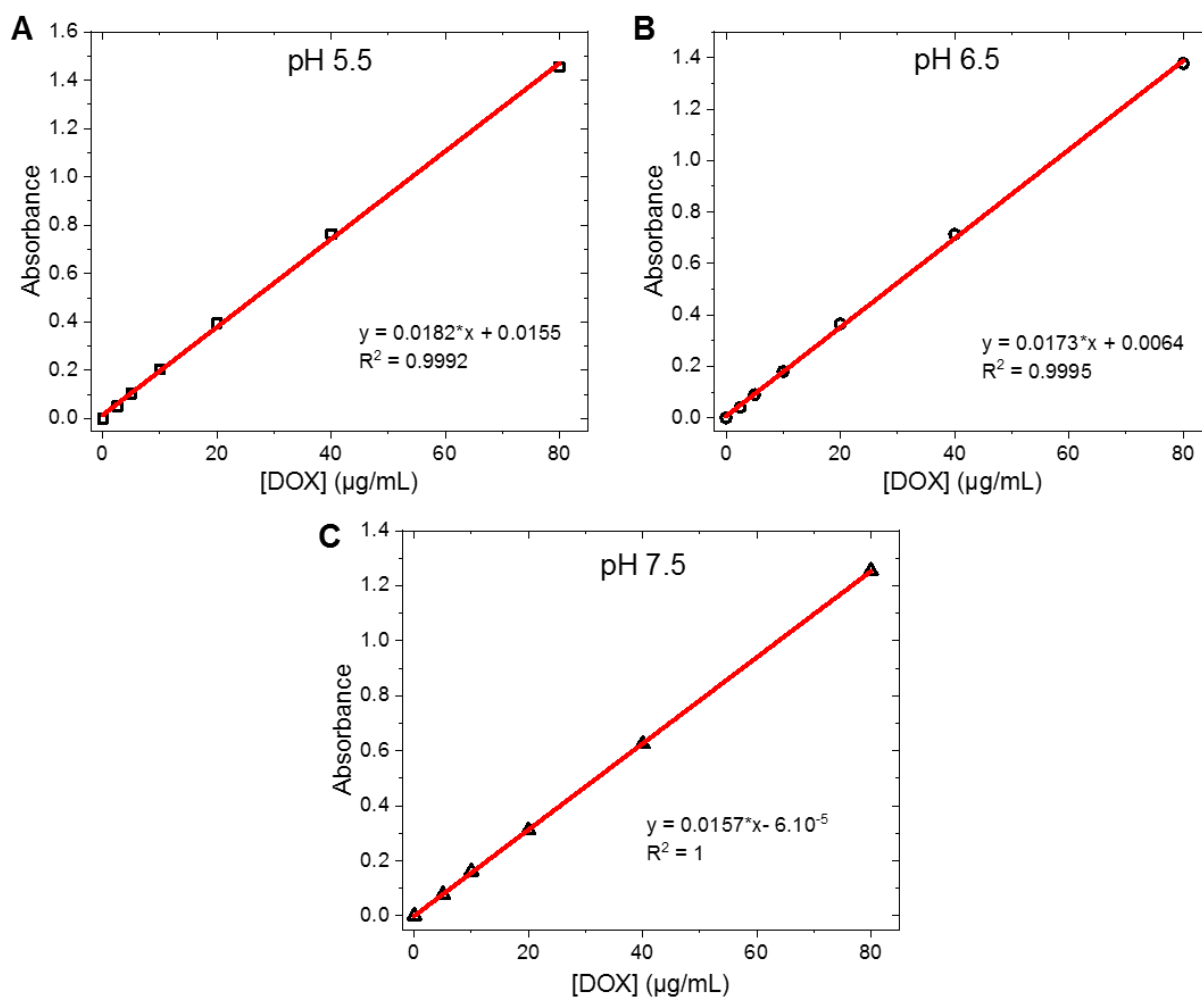 A
pH 5.5
1.6
1.4
1.2
1.0
0.8
0.6
0.4
0.2
0.0
Absorbance
y = 0.0182*x + 0.0155
R² = 0.9992
0 20 40 60 80
[DOX] (µg/mL)
B
pH 6.5
1.4
1.2
1.0
0.8
0.6
0.4
0.2
0.0
Absorbance
y = 0.0173*x + 0.0064
R² = 0.9995
0 20 40 60 80
[DOX] (µg/mL)
C
pH 7.5
1.4
1.2
1.0
0.8
0.6
0.4
0.2
0.0
Absorbance
y = 0.0157*x- 6.10⁻⁵
R² = 1
0 20 40 60 80
[DOX] (µg/mL)